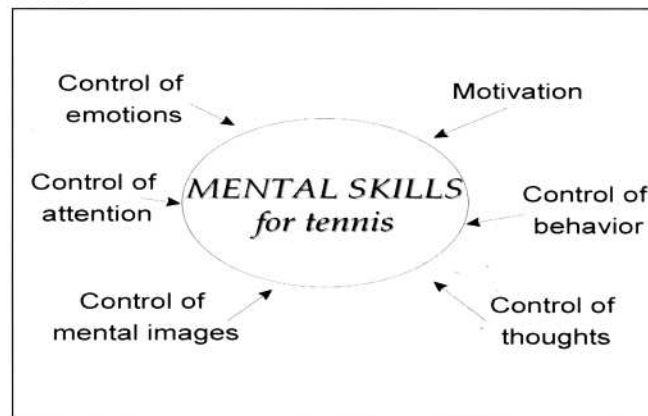 Control of
emotions
Motivation
Control of
attention
MENTAL SKILLS
for tennis
Control of
behavior
Control of
mental images
Control of
thoughts